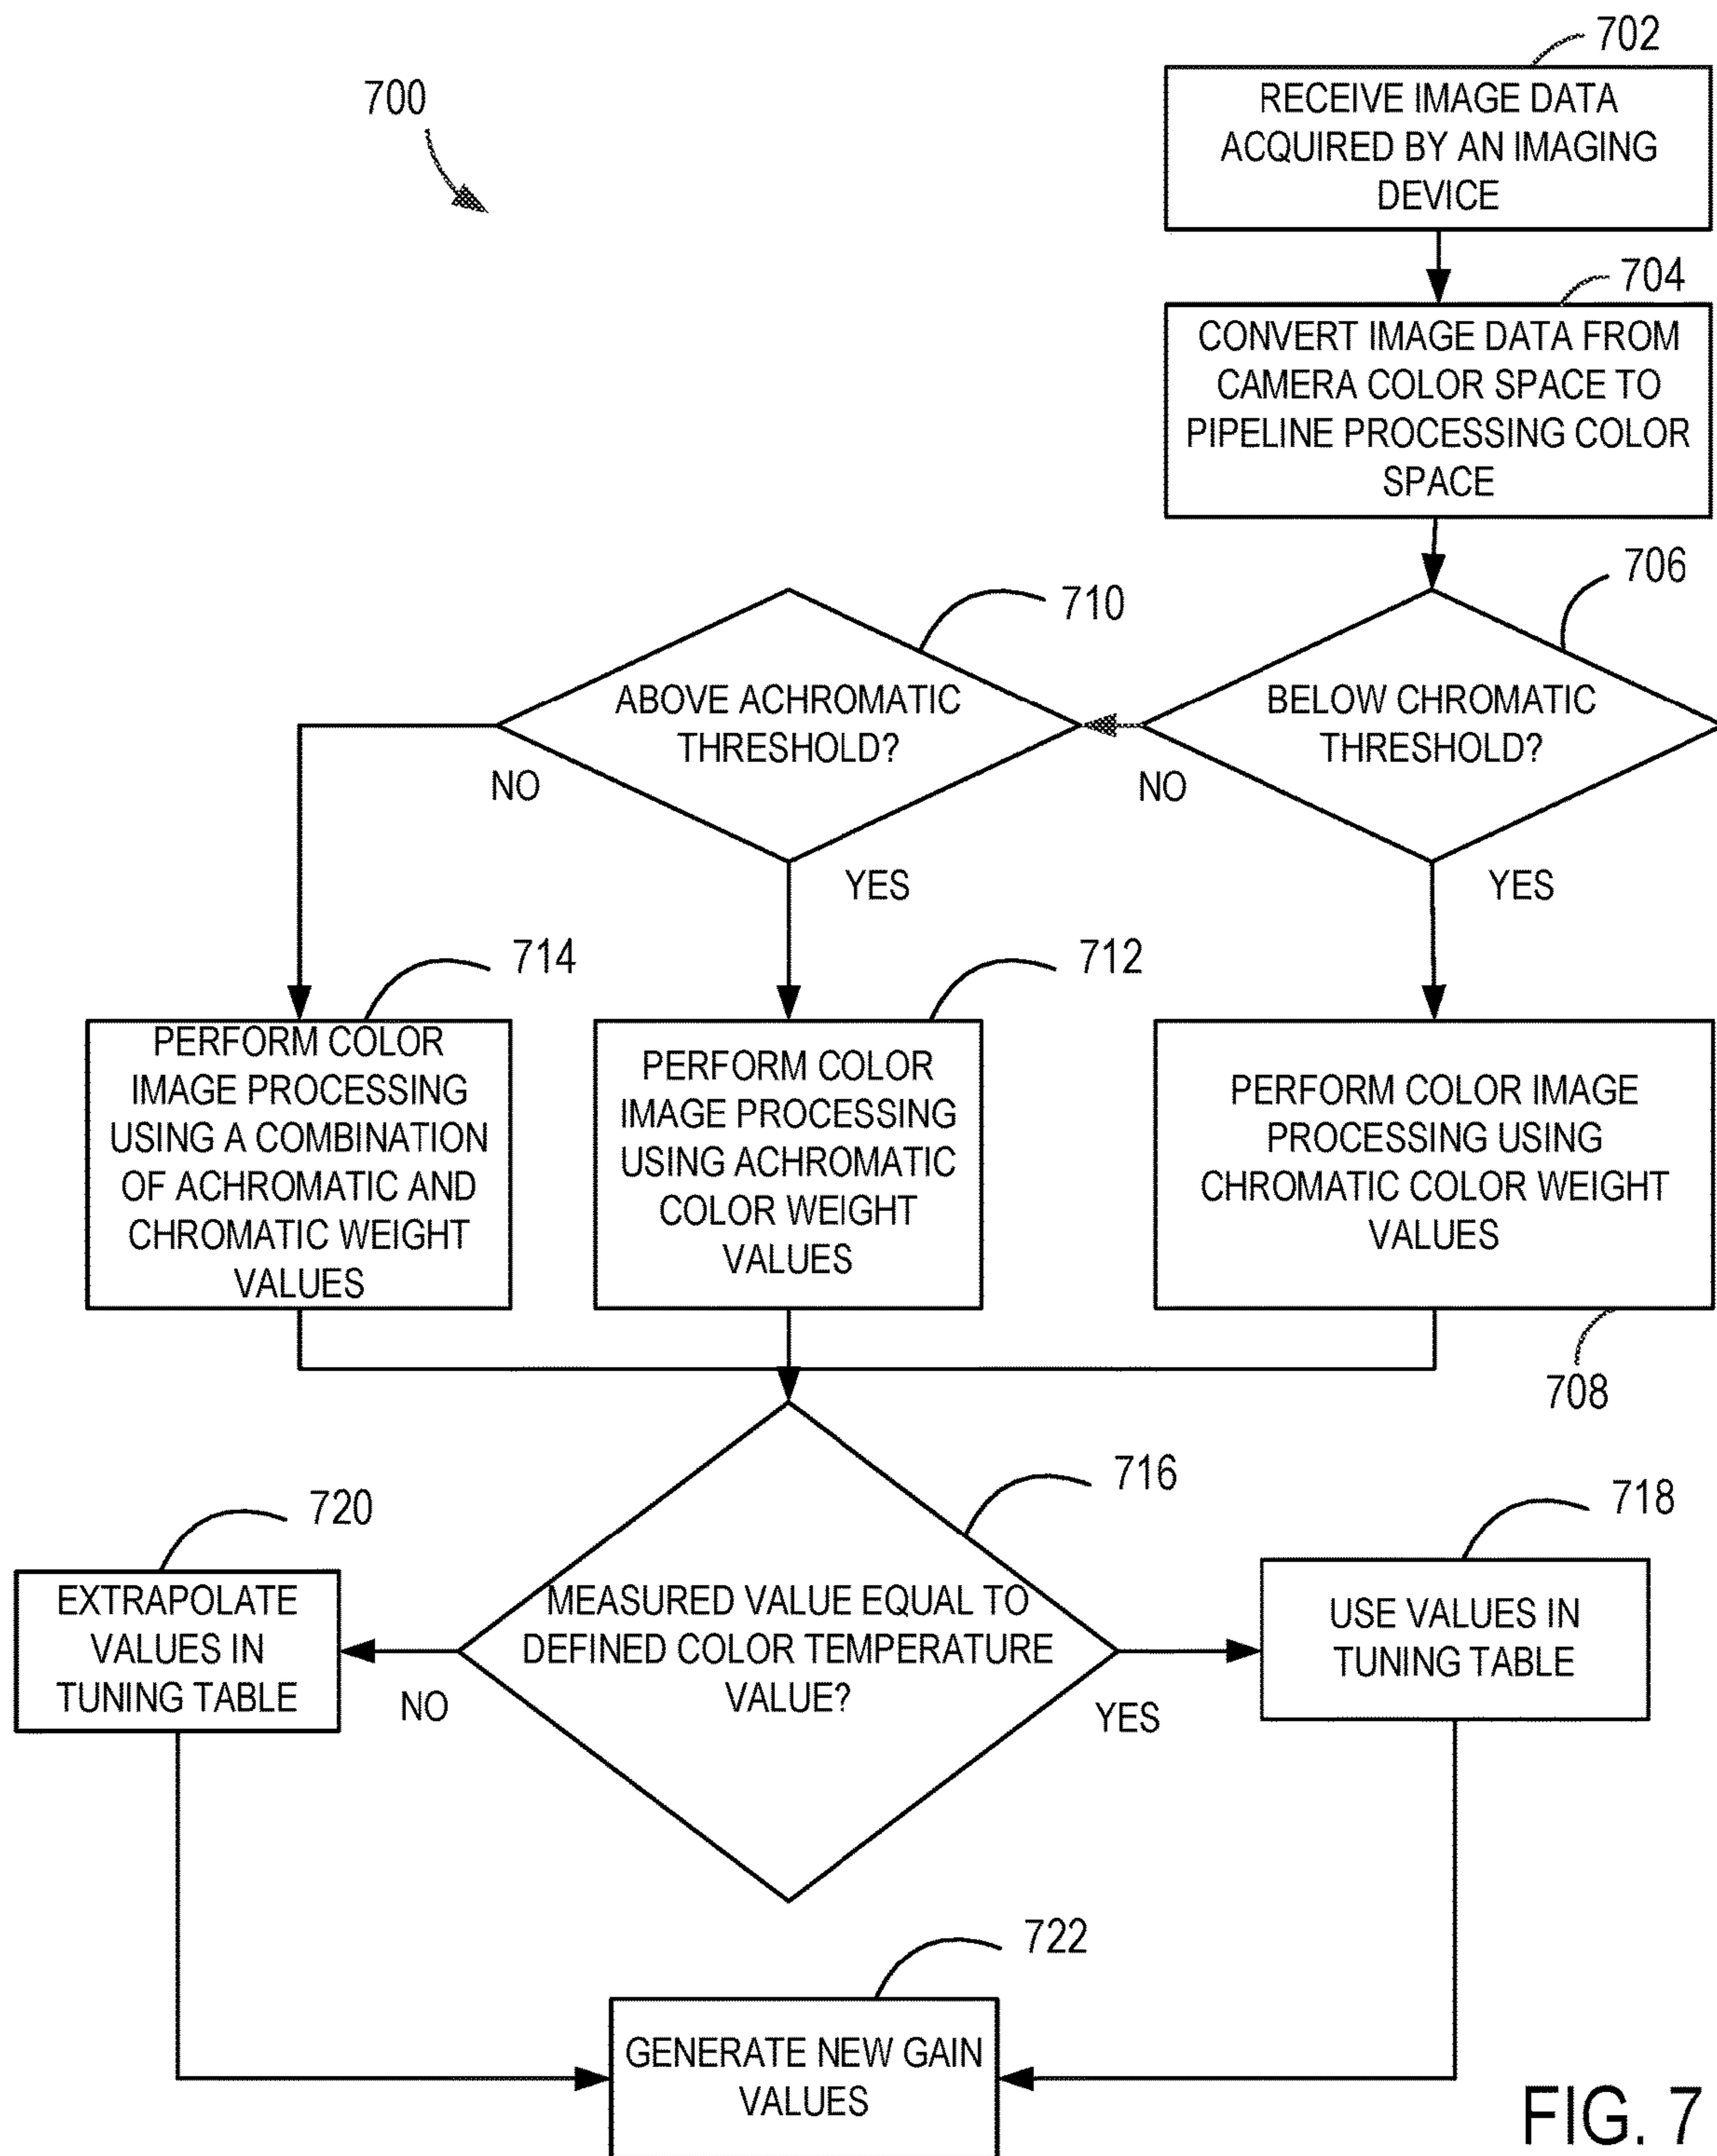 702
RECEIVE IMAGE DATA
ACQUIRED BY AN IMAGING
DEVICE
700
704
CONVERT IMAGE DATA FROM
CAMERA COLOR SPACE TO
PIPELINE PROCESSING COLOR
SPACE
706
BELOW CHROMATIC
THRESHOLD?
NO
YES
710
ABOVE ACHROMATIC
THRESHOLD?
NO
YES
714
PERFORM COLOR
IMAGE PROCESSING
USING A COMBINATION
OF ACHROMATIC AND
CHROMATIC WEIGHT
VALUES
712
PERFORM COLOR
IMAGE PROCESSING
USING ACHROMATIC
COLOR WEIGHT
VALUES
PERFORM COLOR IMAGE
PROCESSING USING
CHROMATIC COLOR WEIGHT
VALUES
708
716
MEASURED VALUE EQUAL TO
DEFINED COLOR TEMPERATURE
VALUE?
NO
YES
720
EXTRAPOLATE
VALUES IN
TUNING TABLE
718
USE VALUES IN
TUNING TABLE
722
GENERATE NEW GAIN
VALUES
FIG. 7